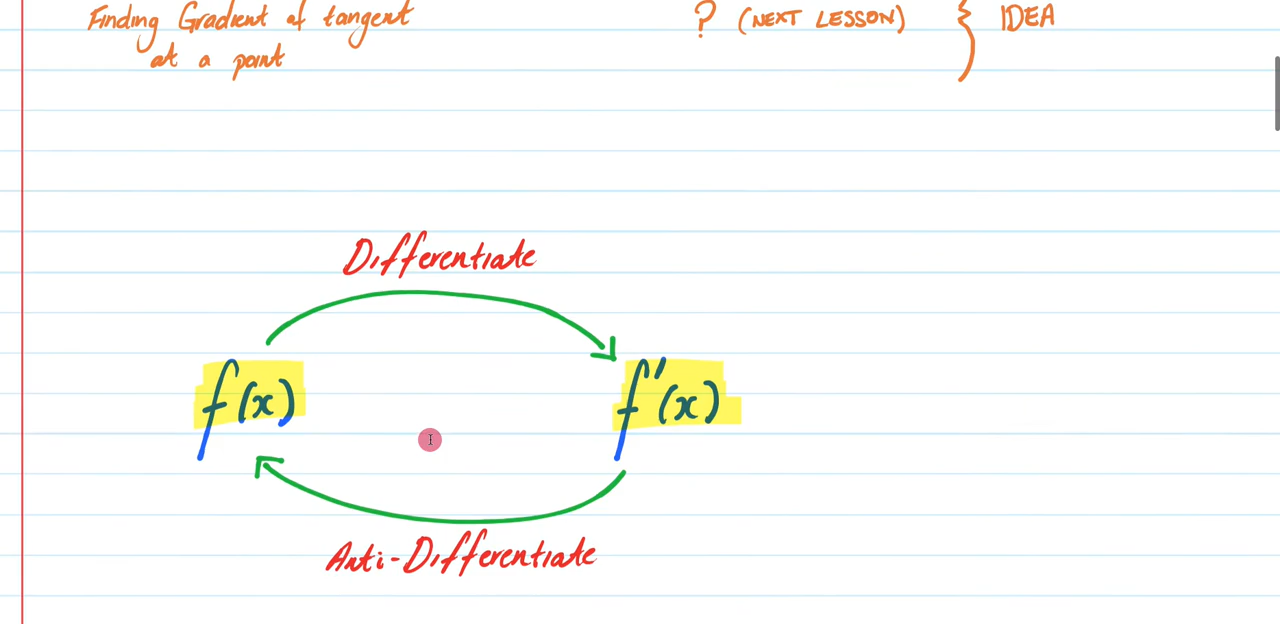 Finding Gradient of tangent
at a point
? (NEXT LESSON)
IDEA
Differentiate
f(x)
f'(x)
Anti-Differentiate